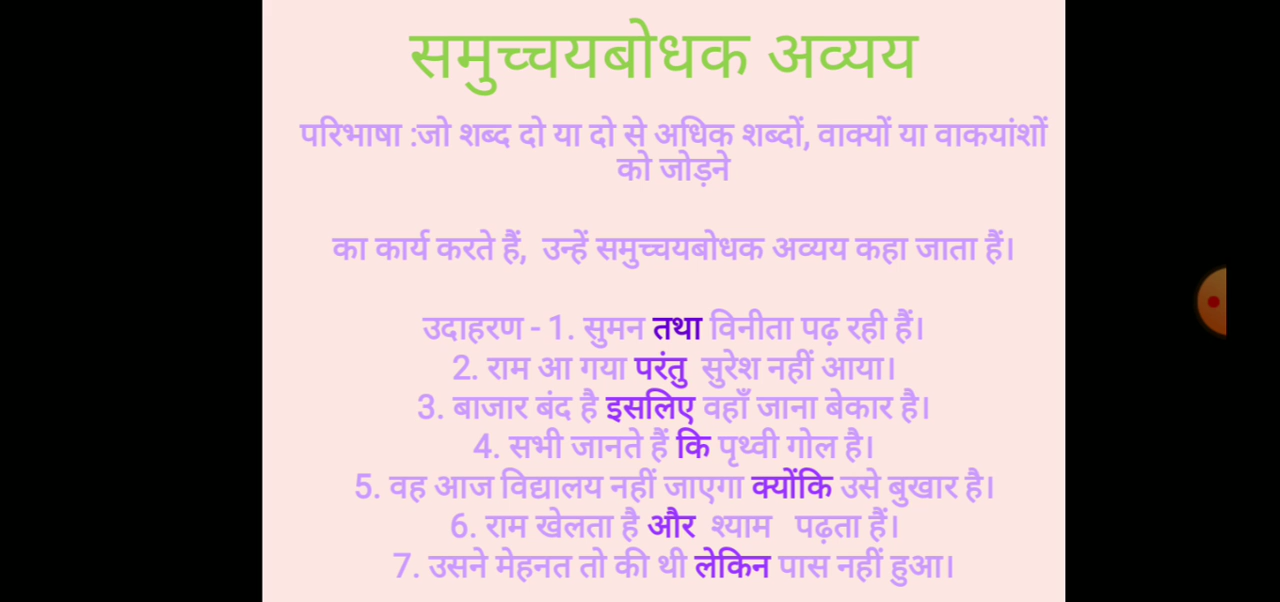 समुच्चयबोधक अव्यय
परिभाषा :जो शब्द दो या दो से अधिक शब्दों, वाक्यों या वाकयांशों
को जोड़ने
का कार्य करते हैं, उन्हें समुच्चयबोधक अव्यय कहा जाता हैं।
उदाहरण - 1. सुमन तथा विनीता पढ़ रही हैं।
2. राम आ गया परंतु सुरेश नहीं आया।
3. बाजार बंद है इसलिए वहाँ जाना बेकार है।
4. सभी जानते हैं कि पृथ्वी गोल है।
5. वह आज विद्यालय नहीं जाएगा क्योंकि उसे बुखार है।
6. राम खेलता है और श्याम पढ़ता हैं।
7. उसने मेहनत तो की थी लेकिन पास नहीं हुआ।